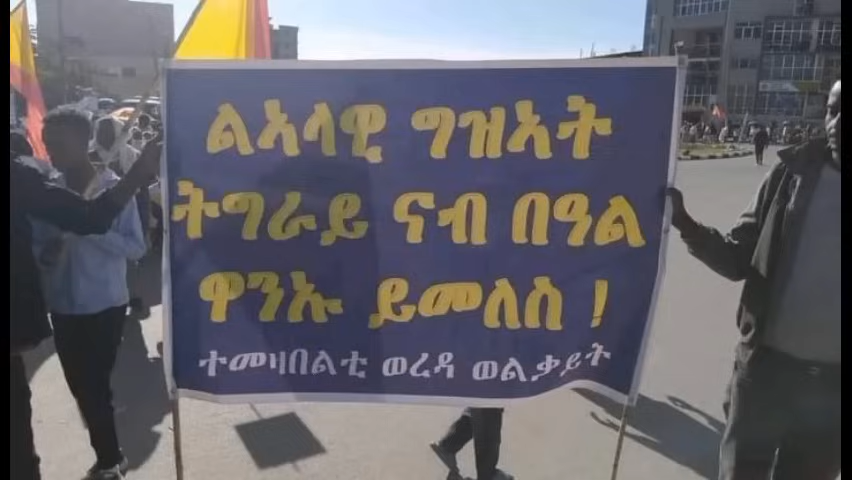 ልኣላዊ ግዝኣት
ትግራይ ናብ በዓል
ዋንኡ ይመለስ !
ተመዛበልቲ ወረዳ ወልቃይት